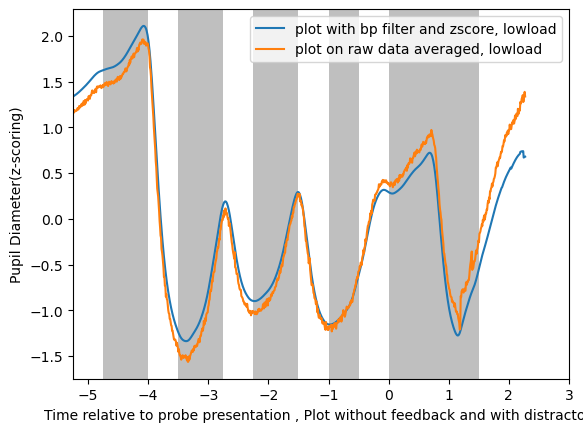 plot with bp filter and zscore, lowload
plot on raw data averaged, lowload
2.0
1.5
1.0
0.5
0.0
−0.5
−1.0
−1.5
Pupil Diameter(z-scoring)
−5 −4 −3 −2 −1 0 1 2 3
Time relative to probe presentation , Plot without feedback and with distracto